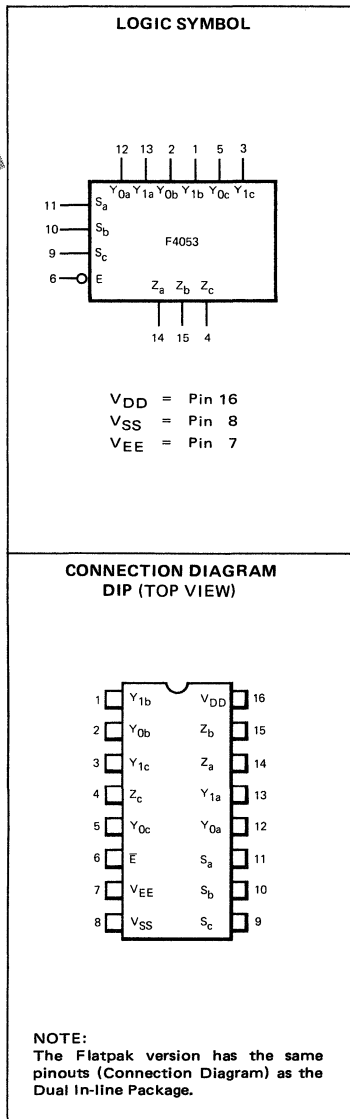 LOGIC SYMBOL
12 13 2 1 5 3
Y0a Y1a Y0b Y1b Y0c Y1c
11 Sa
10 Sb
F4053
9 Sc
6 E
Za Zb Zc
14 15 4
VDD = Pin 16
VSS = Pin 8
VEE = Pin 7
CONNECTION DIAGRAM
DIP (TOP VIEW)
1 Y1b VDD 16
2 Y0b Zb 15
3 Y1c Za 14
4 Zc Y1a 13
5 Y0c Y0a 12
6 E̅ Sa 11
7 VEE Sb 10
8 VSS Sc 9
NOTE:
The Flatpak version has the same
pinouts (Connection Diagram) as the
Dual In-line Package.